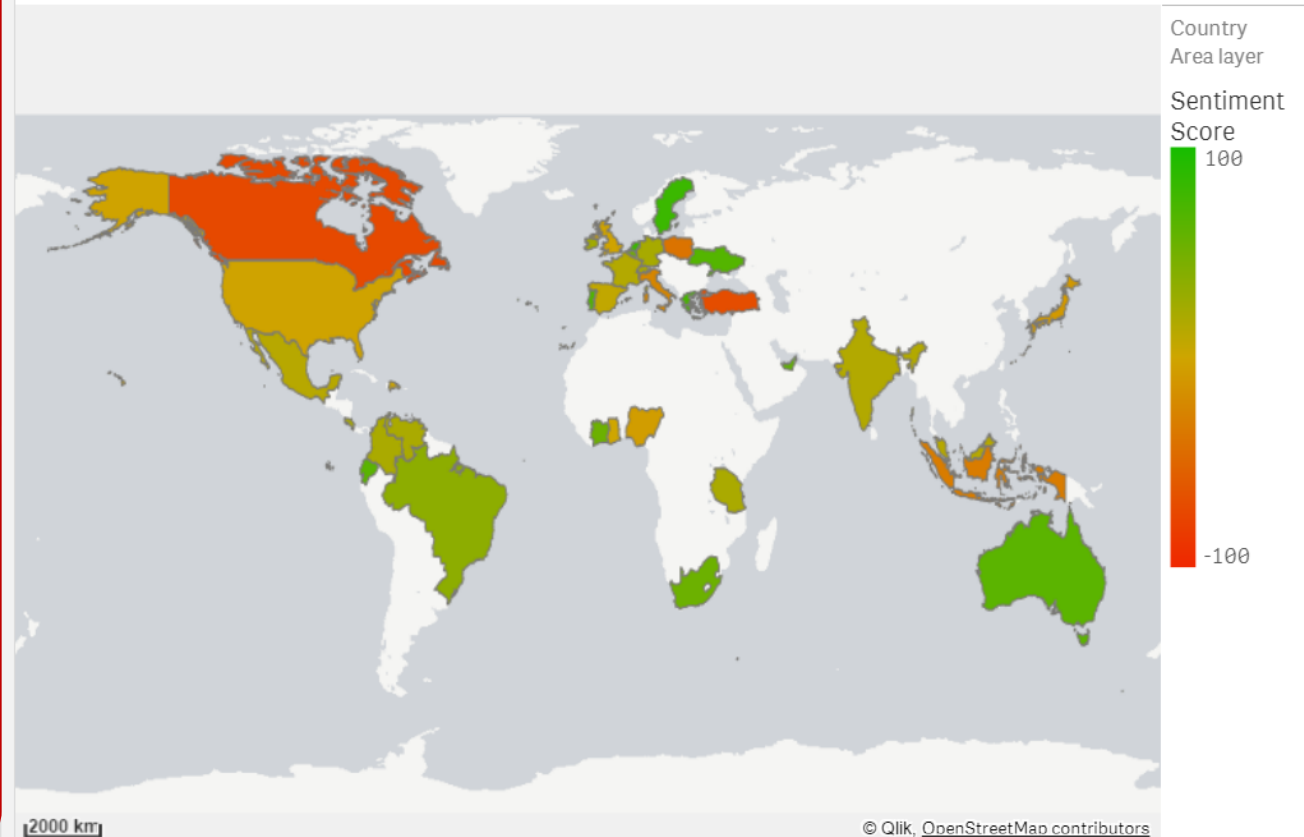 Country
Area layer
Sentiment
Score
100
-100
2000 km
© Qlik, OpenStreetMap contributors